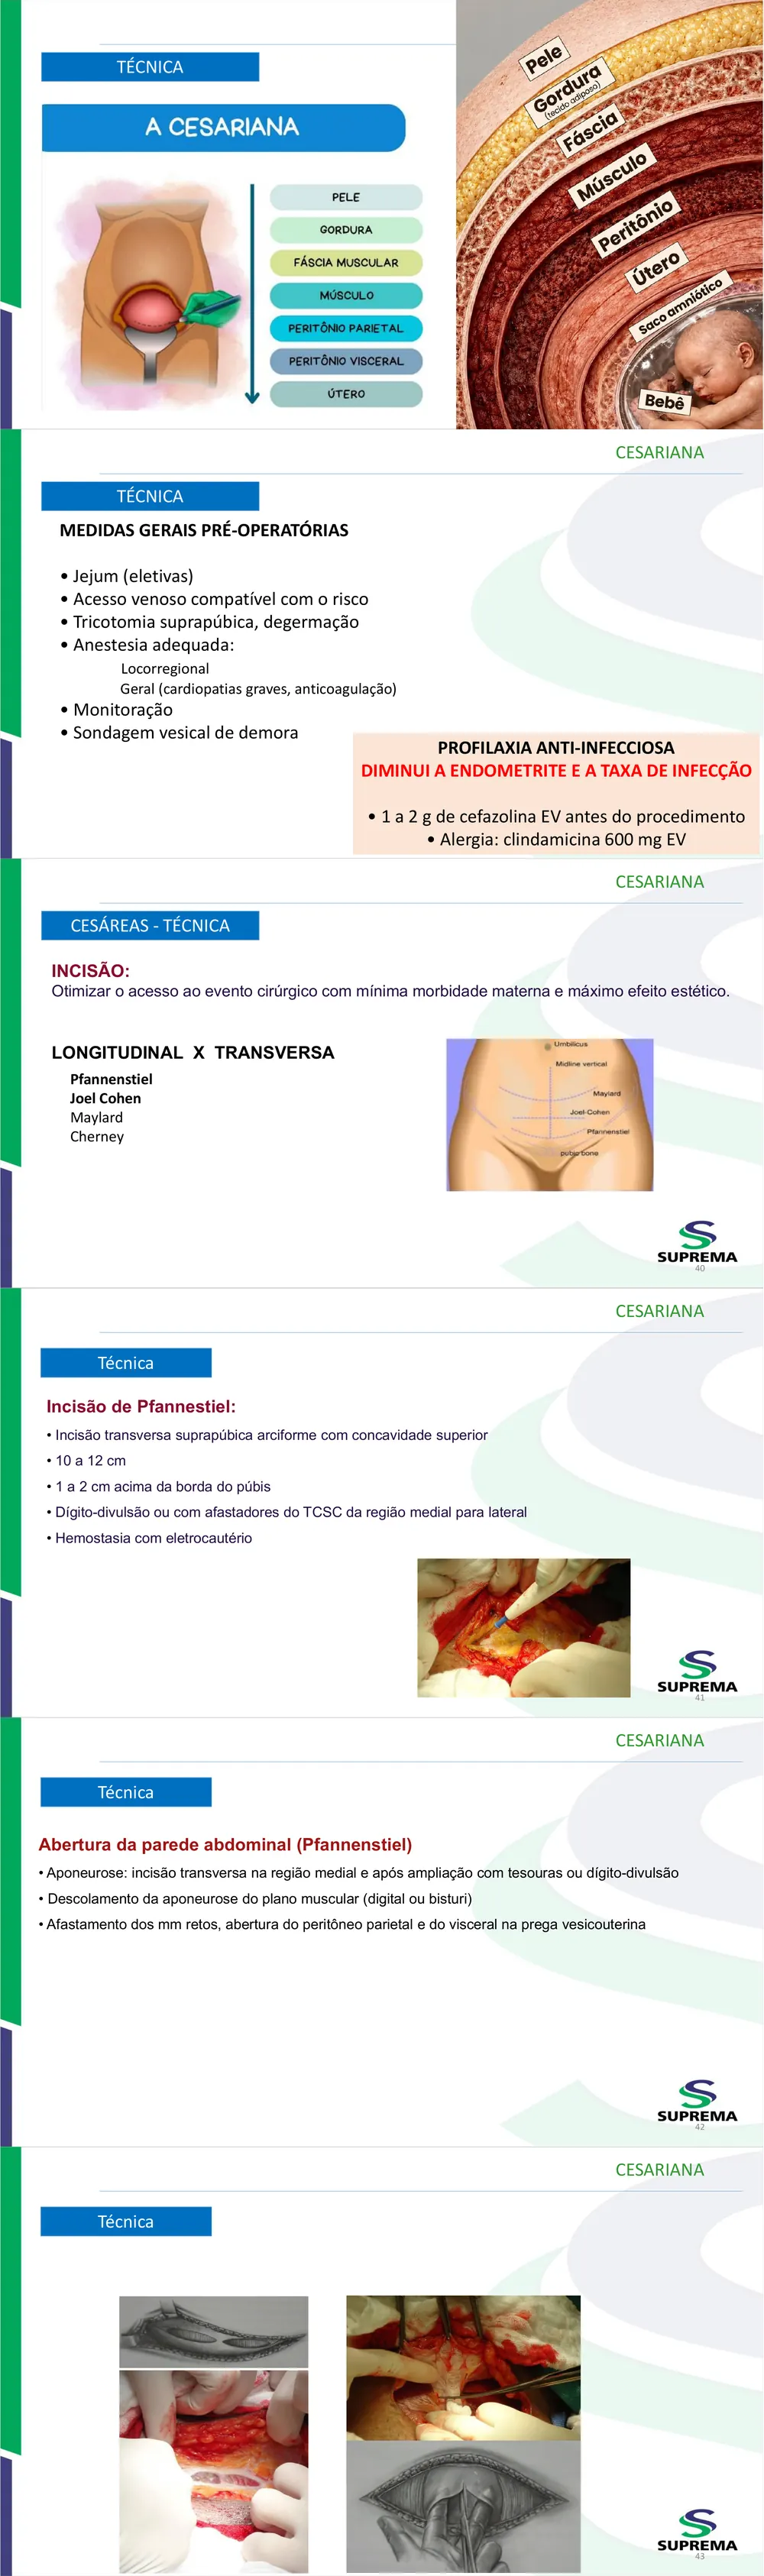 TÉCNICA
A CESARIANA
PELE
GORDURA
FÁSCIA MUSCULAR
MÚSCULO
PERITÔNIO PARIETAL
PERITÔNIO VISCERAL
ÚTERO
Pele
Gordura
(tecido adiposo)
Fáscia
Músculo
Peritônio
Útero
Saco amniótico
Bebê
CESARIANA
TÉCNICA
MEDIDAS GERAIS PRÉ-OPERATÓRIAS
• Jejum (eletivas)
• Acesso venoso compatível com o risco
• Tricotomia suprapúbica, degermação
• Anestesia adequada:
Locorregional
Geral (cardiopatias graves, anticoagulação)
• Monitoração
• Sondagem vesical de demora
PROFILAXIA ANTI-INFECCIOSA
DIMINUI A ENDOMETRITE E A TAXA DE INFECÇÃO
• 1 a 2 g de cefazolina EV antes do procedimento
• Alergia: clindamicina 600 mg EV
CESARIANA
CESÁREAS - TÉCNICA
INCISÃO:
Otimizar o acesso ao evento cirúrgico com mínima morbidade materna e máximo efeito estético.
LONGITUDINAL X TRANSVERSA
Pfannenstiel
Joel Cohen
Maylard
Cherney
Umbilicus
Midline vertical
Maylard
Joel-Cohen
Pfannenstiel
pubic bone
SUPREMA
40
CESARIANA
Técnica
Incisão de Pfannestiel:
• Incisão transversa suprapúbica arciforme com concavidade superior
• 10 a 12 cm
• 1 a 2 cm acima da borda do púbis
• Dígito-divulsão ou com afastadores do TCSC da região medial para lateral
• Hemostasia com eletrocautério
SUPREMA
41
CESARIANA
Técnica
Abertura da parede abdominal (Pfannenstiel)
• Aponeurose: incisão transversa na região medial e após ampliação com tesouras ou dígito-divulsão
• Descolamento da aponeurose do plano muscular (digital ou bisturi)
• Afastamento dos mm retos, abertura do peritôneo parietal e do visceral na prega vesicouterina
SUPREMA
42
CESARIANA
Técnica
SUPREMA
43